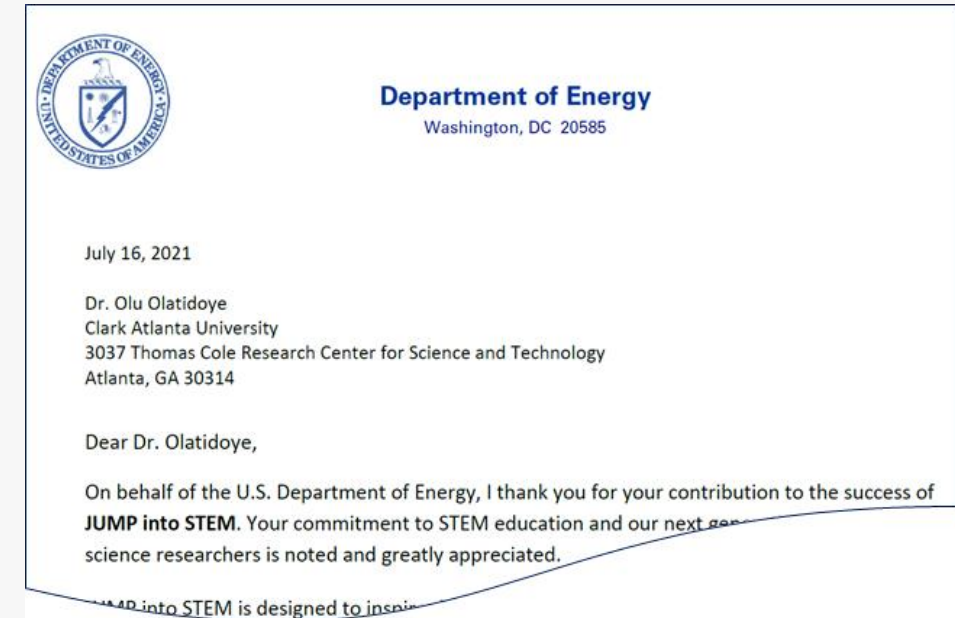 DEPARTMENT OF ENERGY
UNITED STATES OF AMERICA
Department of Energy
Washington, DC 20585
July 16, 2021
Dr. Olu Olatidoye
Clark Atlanta University
3037 Thomas Cole Research Center for Science and Technology
Atlanta, GA 30314
Dear Dr. Olatidoye,
On behalf of the U.S. Department of Energy, I thank you for your contribution to the success of
JUMP into STEM. Your commitment to STEM education and our next
science researchers is noted and greatly appreciated.
into STEM is designed to